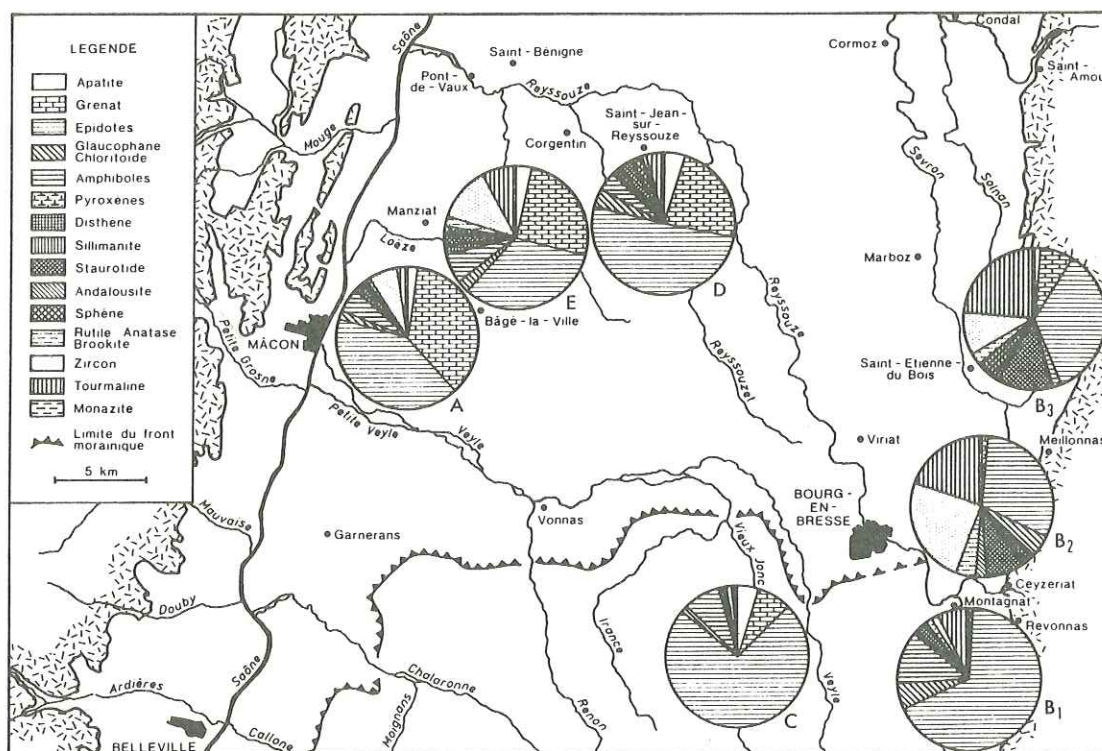 LEGENDE
Apatite
Grenat
Epidotes
Glaucophane
Chloritoïde
Amphiboles
Pyroxènes
Disthène
Sillimanite
Staurotide
Andalousite
Sphène
Rutile Anatase
Brookite
Zircon
Tourmaline
Monazite
Limite du front
morainique
5 km
Saône
Saint-Bénigne
Pont-
de-Vaux
Reyssouze
Mouge
Corgentin
Saint-Jean-
sur-
Reyssouze
Cormoz
Condal
Saint-
Amour
Sevron
Solnan
Manziat
Loëze
Marboz
E
D
Bâgé-la-Ville
MÂCON
A
Petite Grosne
Petite Veyle
Veyle
Reyssouze
Reyssouzet
Saint-Etienne-
du Bois
B3
Meillonnas
Viriat
BOURG-
EN-
BRESSE
Vonnas
Mauvaise
Garnerans
Vieux Jonc
B2
Ceyzeriat
Montagnat
Revonnas
Douby
Irance
Saône
Ardières
Chalaronne
Moignans
Renon
C
Veyle
B1
BELLEVILLE
Callone